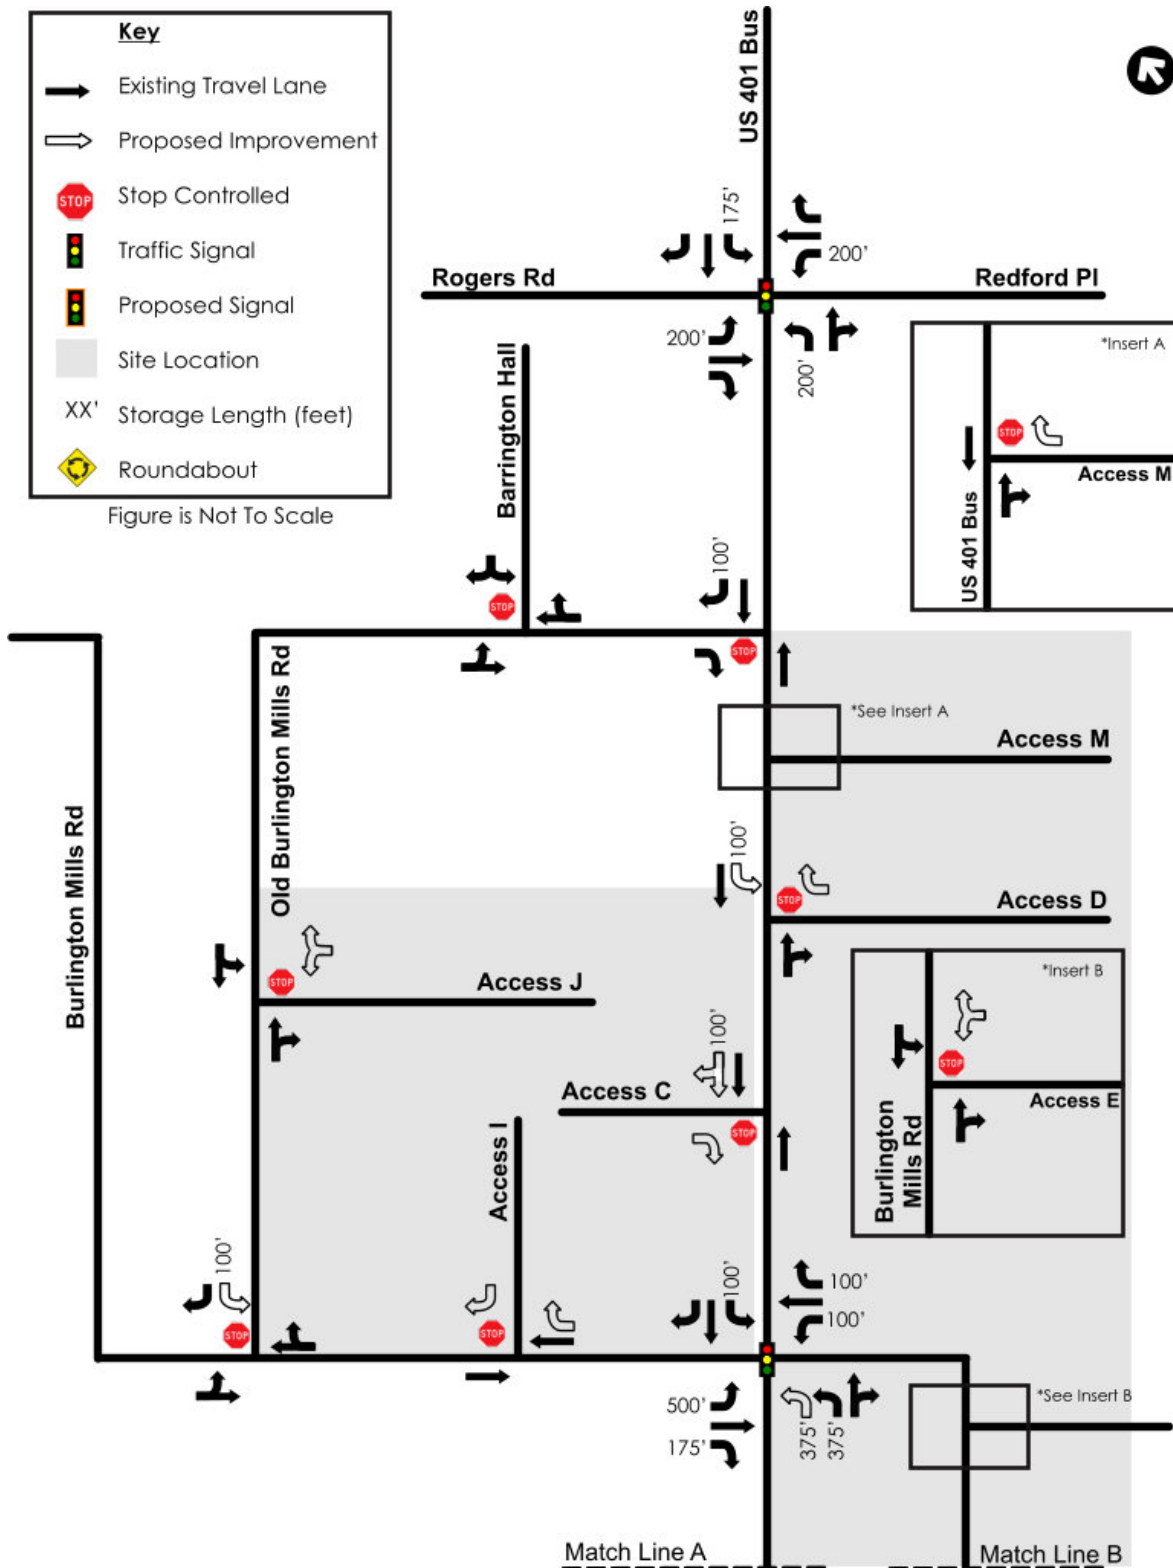 Key
Existing Travel Lane
Proposed Improvement
STOP
Stop Controlled
Traffic Signal
Proposed Signal
Site Location
XX'
Storage Length (feet)
Roundabout
Figure is Not To Scale
US 401 Bus
175'
200'
Rogers Rd
Redford Pl
200'
200'
*Insert A
STOP
Access M
US 401 Bus
Barrington Hall
100'
STOP
STOP
*See Insert A
Access M
Old Burlington Mills Rd
Burlington Mills Rd
100'
STOP
Access D
*Insert B
STOP
Access E
Burlington
Mills Rd
STOP
Access J
100'
Access C
STOP
Access I
100'
STOP
STOP
100'
100'
100'
500'
175'
375'
375'
*See Insert B
Match Line A
Match Line B